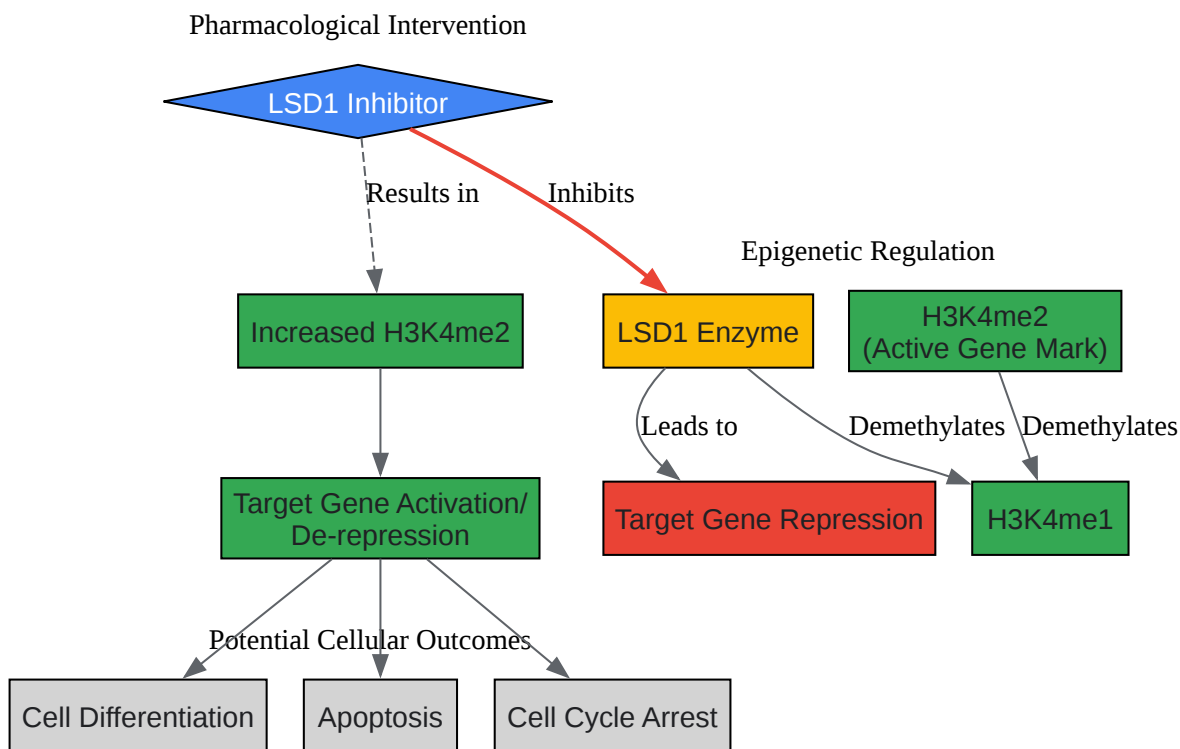 Pharmacological Intervention
LSD1 Inhibitor
Results in
Inhibits
Epigenetic Regulation
Increased H3K4me2
LSD1 Enzyme
H3K4me2
(Active Gene Mark)
Leads to
Demethylates
Demethylates
Target Gene Activation/
De-repression
Target Gene Repression
H3K4me1
Potential Cellular Outcomes
Cell Differentiation
Apoptosis
Cell Cycle Arrest